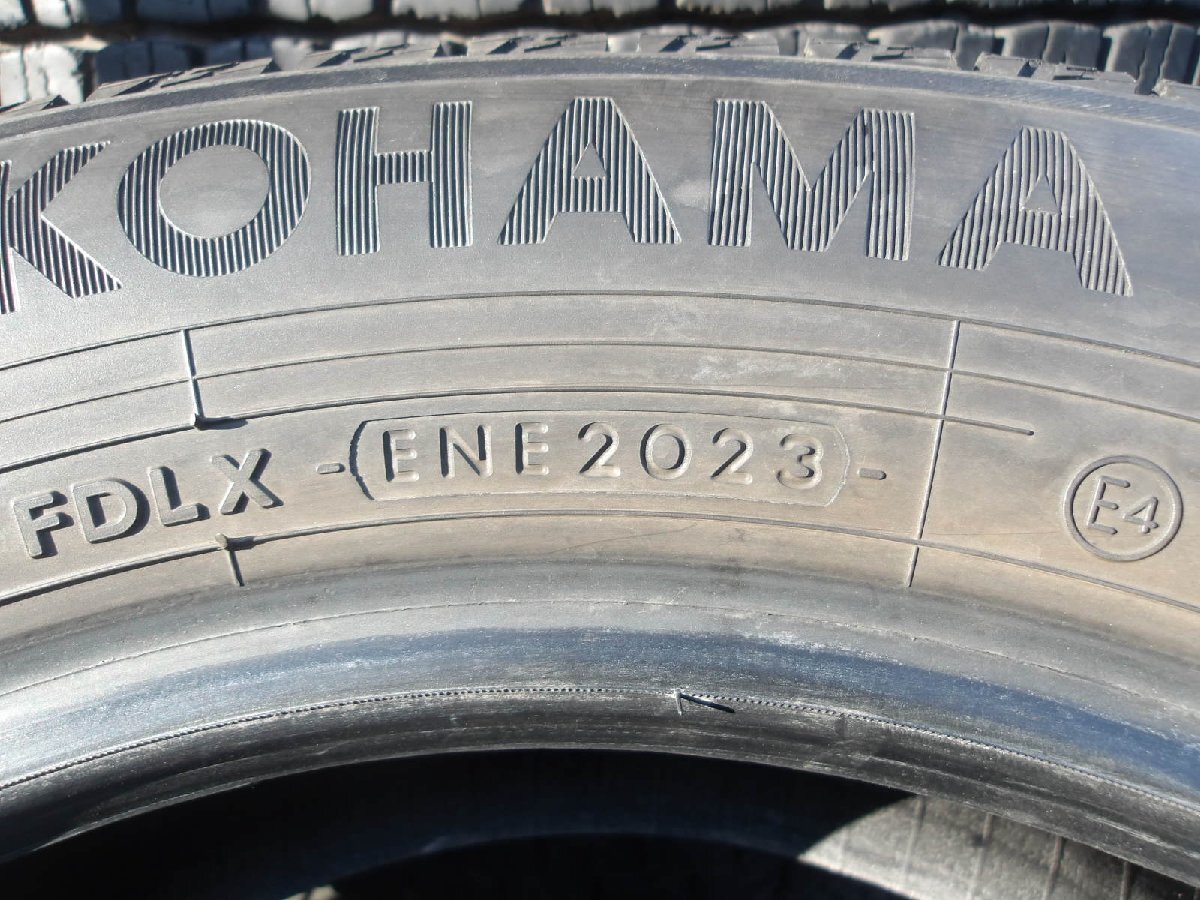 KOHAMA
FDLX - ENE2023 -
E4